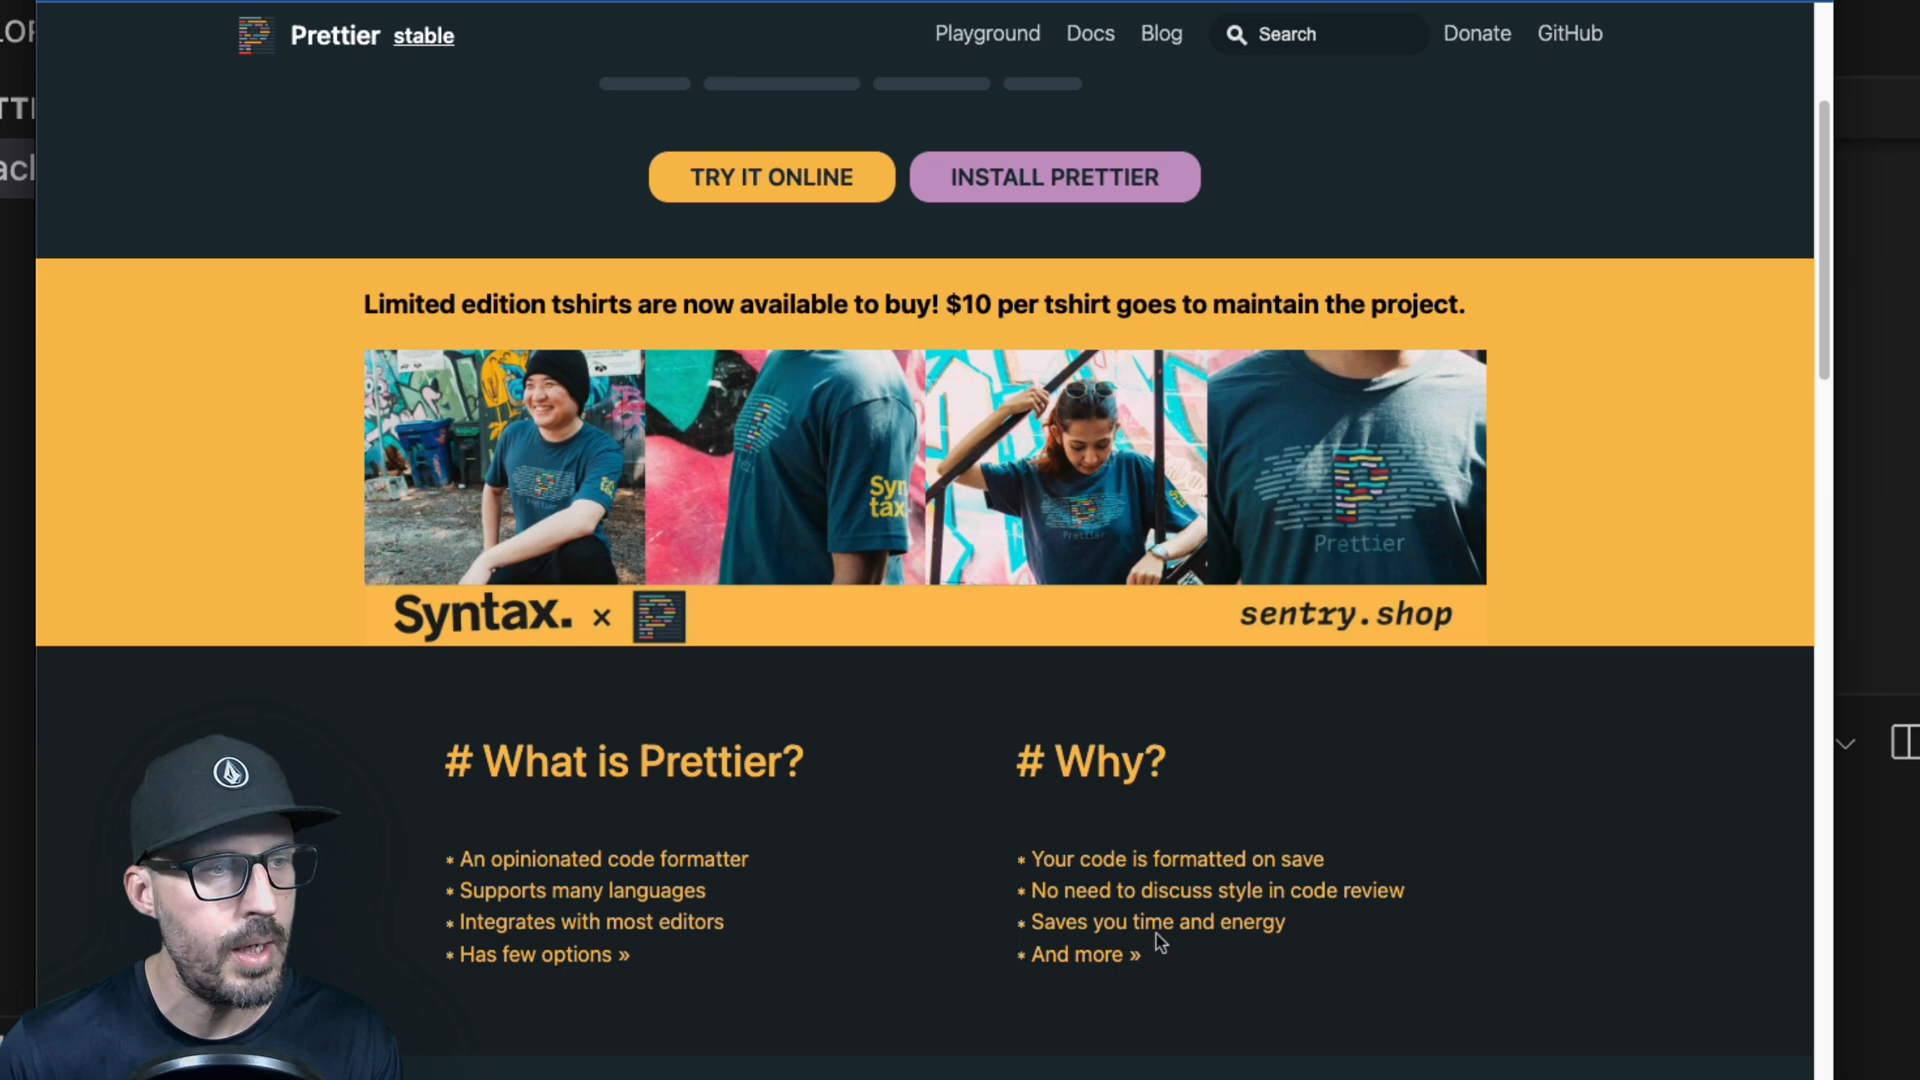 Prettier stable
Playground Docs Blog Search Donate GitHub
TRY IT ONLINE INSTALL PRETTIER
Limited edition tshirts are now available to buy! $10 per tshirt goes to maintain the project.
Syn
tax
Prettier
Prettier
Syntax. × sentry.shop
# What is Prettier?
* An opinionated code formatter
* Supports many languages
* Integrates with most editors
* Has few options »
# Why?
* Your code is formatted on save
* No need to discuss style in code review
* Saves you time and energy
* And more »